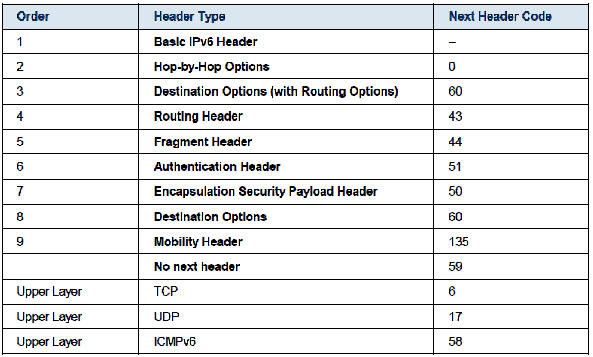 Order Header Type Next Header Code
1 Basic IPv6 Header –
2 Hop-by-Hop Options 0
3 Destination Options (with Routing Options) 60
4 Routing Header 43
5 Fragment Header 44
6 Authentication Header 51
7 Encapsulation Security Payload Header 50
8 Destination Options 60
9 Mobility Header 135
No next header 59
Upper Layer TCP 6
Upper Layer UDP 17
Upper Layer ICMPv6 58